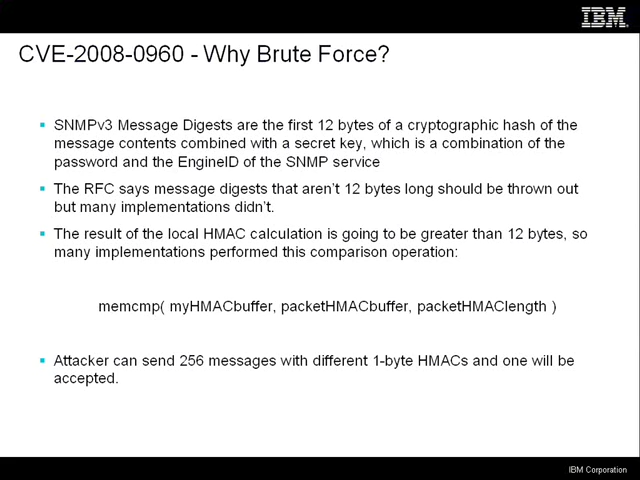 IBM
CVE-2008-0960 - Why Brute Force?
SNMPv3 Message Digests are the first 12 bytes of a cryptographic hash of the
message contents combined with a secret key, which is a combination of the
password and the EngineID of the SNMP service
The RFC says message digests that aren't 12 bytes long should be thrown out
but many implementations didn't.
The result of the local HMAC calculation is going to be greater than 12 bytes, so
many implementations performed this comparison operation:
memcmp( myHMACbuffer, packetHMACbuffer, packetHMAClength )
Attacker can send 256 messages with different 1-byte HMACs and one will be
accepted.
IBM Corporation